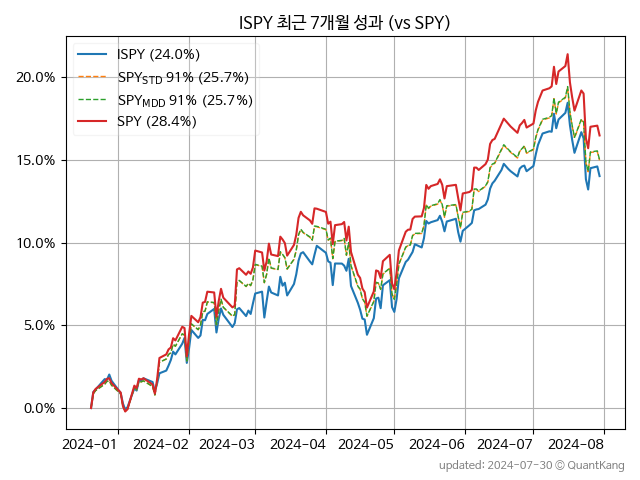 ISPY 최근 7개월 성과 (vs SPY)
ISPY (24.0%)
SPY_STD 91% (25.7%)
SPY_MDD 91% (25.7%)
SPY (28.4%)
20.0%
15.0%
10.0%
5.0%
0.0%
2024-01 2024-02 2024-03 2024-04 2024-05 2024-06 2024-07 2024-08
updated: 2024-07-30 © QuantKang